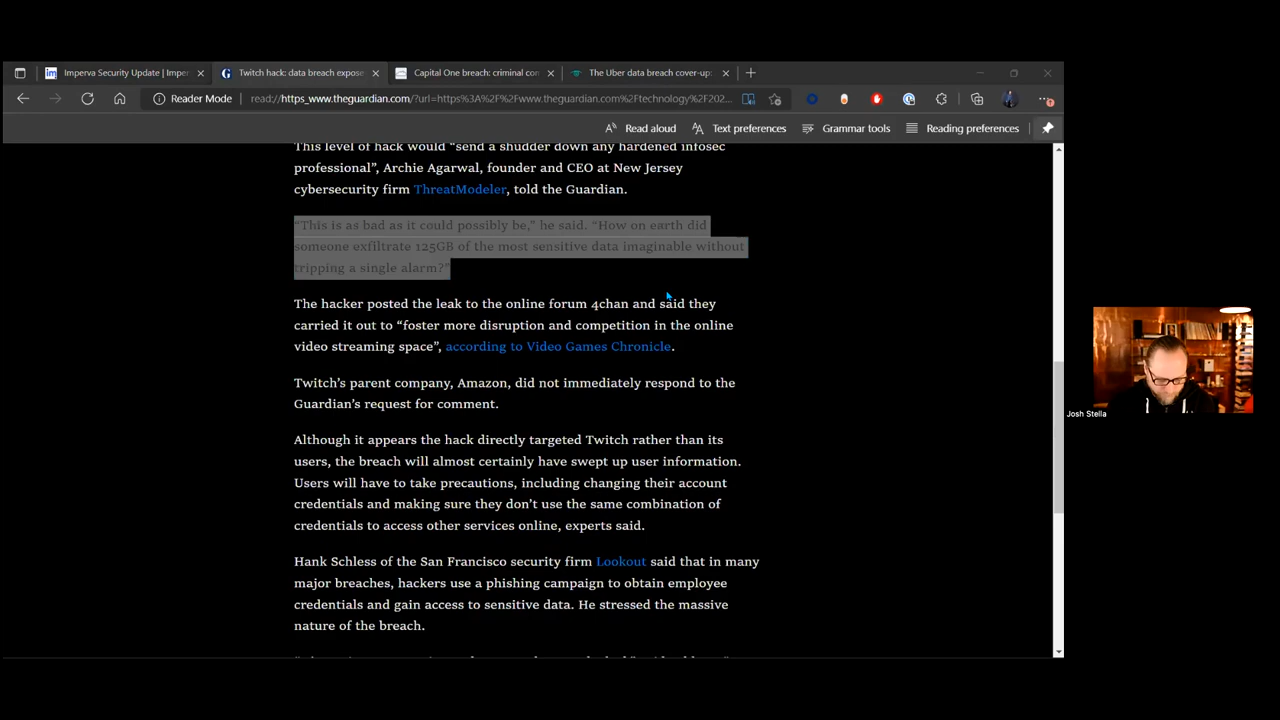 Imperva Security Update | Imper
Twitch hack: data breach expose
Capital One breach: criminal con
The Uber data breach cover-up:
Reader Mode
read://https_www.theguardian.com/?url=https%3A%2F%2Fwww.theguardian.com%2Ftechnology%2F202...
Read aloud
Text preferences
Grammar tools
Reading preferences
This level of hack would “send a shudder down any hardened infosec
professional”, Archie Agarwal, founder and CEO at New Jersey
cybersecurity firm ThreatModeler, told the Guardian.
“This is as bad as it could possibly be,” he said. “How on earth did
someone exfiltrate 125GB of the most sensitive data imaginable without
tripping a single alarm?”
The hacker posted the leak to the online forum 4chan and said they
carried it out to “foster more disruption and competition in the online
video streaming space”, according to Video Games Chronicle.
Twitch’s parent company, Amazon, did not immediately respond to the
Guardian’s request for comment.
Although it appears the hack directly targeted Twitch rather than its
users, the breach will almost certainly have swept up user information.
Users will have to take precautions, including changing their account
credentials and making sure they don’t use the same combination of
credentials to access other services online, experts said.
Hank Schless of the San Francisco security firm Lookout said that in many
major breaches, hackers use a phishing campaign to obtain employee
credentials and gain access to sensitive data. He stressed the massive
nature of the breach.
Josh Stella